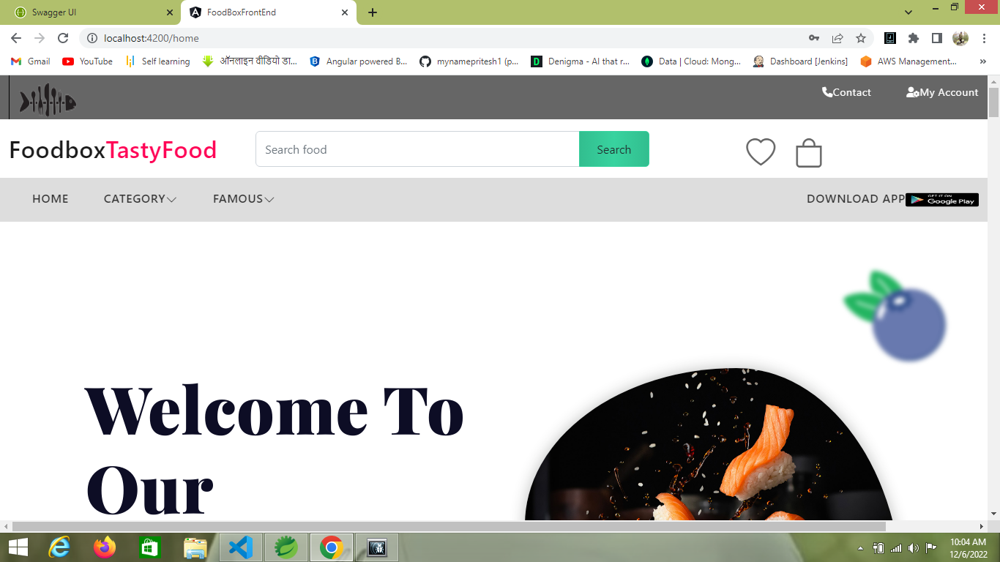 Swagger UI
FoodBoxFrontEnd
localhost:4200/home
Gmail
YouTube
Self learning
ऑनलाइन वीडियो डा...
Angular powered B...
mynamepritesh1 (p...
Denigma - AI that r...
Data | Cloud: Mong...
Dashboard [Jenkins]
AWS Management...
Contact
My Account
FoodboxTastyFood
Search food
Search
HOME
CATEGORY
FAMOUS
DOWNLOAD APP
GET IT ON
Google Play
Welcome To
Our
10:04 AM
12/6/2022